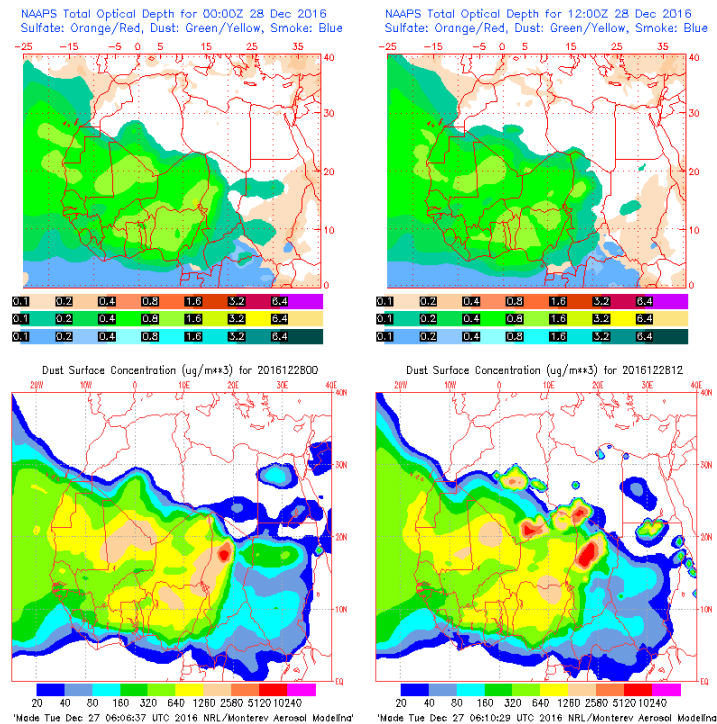 NAAPS Total Optical Depth for 00:00Z 28 Dec 2016
Sulfate: Orange/Red, Dust: Green/Yellow, Smoke: Blue
-25 -15 -5 0 5 15 25 35
40
30
20
10
0
0.1 0.2 0.4 0.8 1.6 3.2 6.4
0.1 0.2 0.4 0.8 1.6 3.2 6.4
0.1 0.2 0.4 0.8 1.6 3.2 6.4
NAAPS Total Optical Depth for 12:00Z 28 Dec 2016
Sulfate: Orange/Red, Dust: Green/Yellow, Smoke: Blue
-25 -15 -5 0 5 15 25 35
40
30
20
10
0
0.1 0.2 0.4 0.8 1.6 3.2 6.4
0.1 0.2 0.4 0.8 1.6 3.2 6.4
0.1 0.2 0.4 0.8 1.6 3.2 6.4
Dust Surface Concentration (ug/m**3) for 2016122800
20W 10W 0 10E 20E 30E 40E
40N
30N
20N
10N
EQ
20 40 80 160 320 640 1280 2580 5120 10240
'Made Tue Dec 27 06:06:37 UTC 2016 NRL/Monterey Aerosol Modeling'
Dust Surface Concentration (ug/m**3) for 2016122812
20W 10W 0 10E 20E 30E 40E
40N
30N
20N
10N
EQ
20 40 80 160 320 640 1280 2580 5120 10240
'Made Tue Dec 27 06:10:29 UTC 2016 NRL/Monterey Aerosol Modeling'